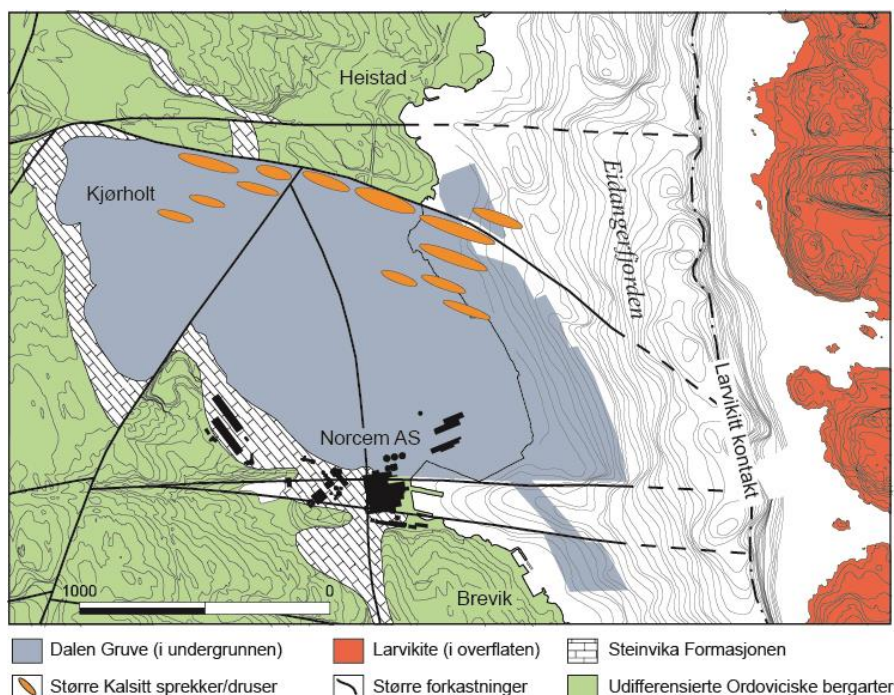 Heistad
Kjørholt
Eidangerfjorden
Larvikitt kontakt
Norcem AS
Brevik
1000 0
Dalen Gruve (i undergrunnen)
Larvikite (i overflaten)
Steinvika Formasjonen
Større Kalsitt sprekker/druser
Større forkastninger
Udifferensierte Ordoviciske bergarter